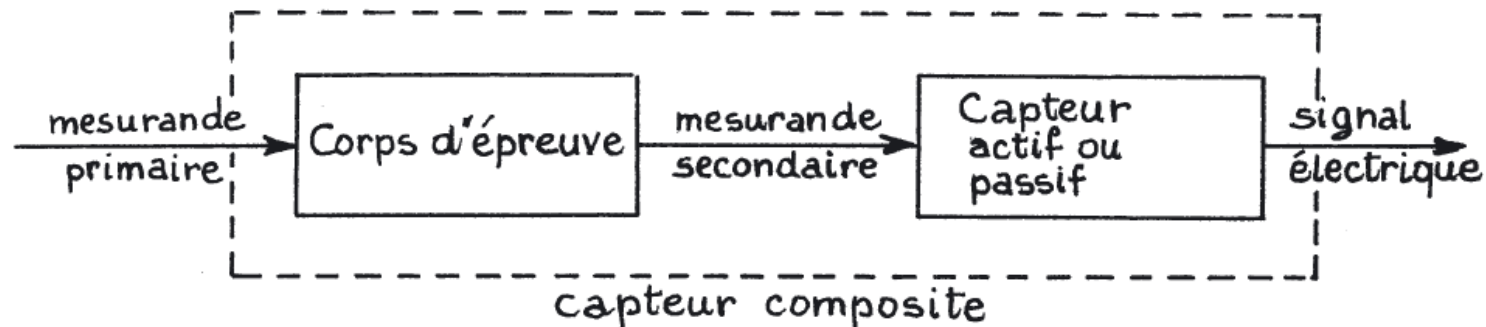 mesurande
primaire
Corps d'épreuve
mesurande
secondaire
Capteur
actif ou
passif
signal
électrique
capteur composite